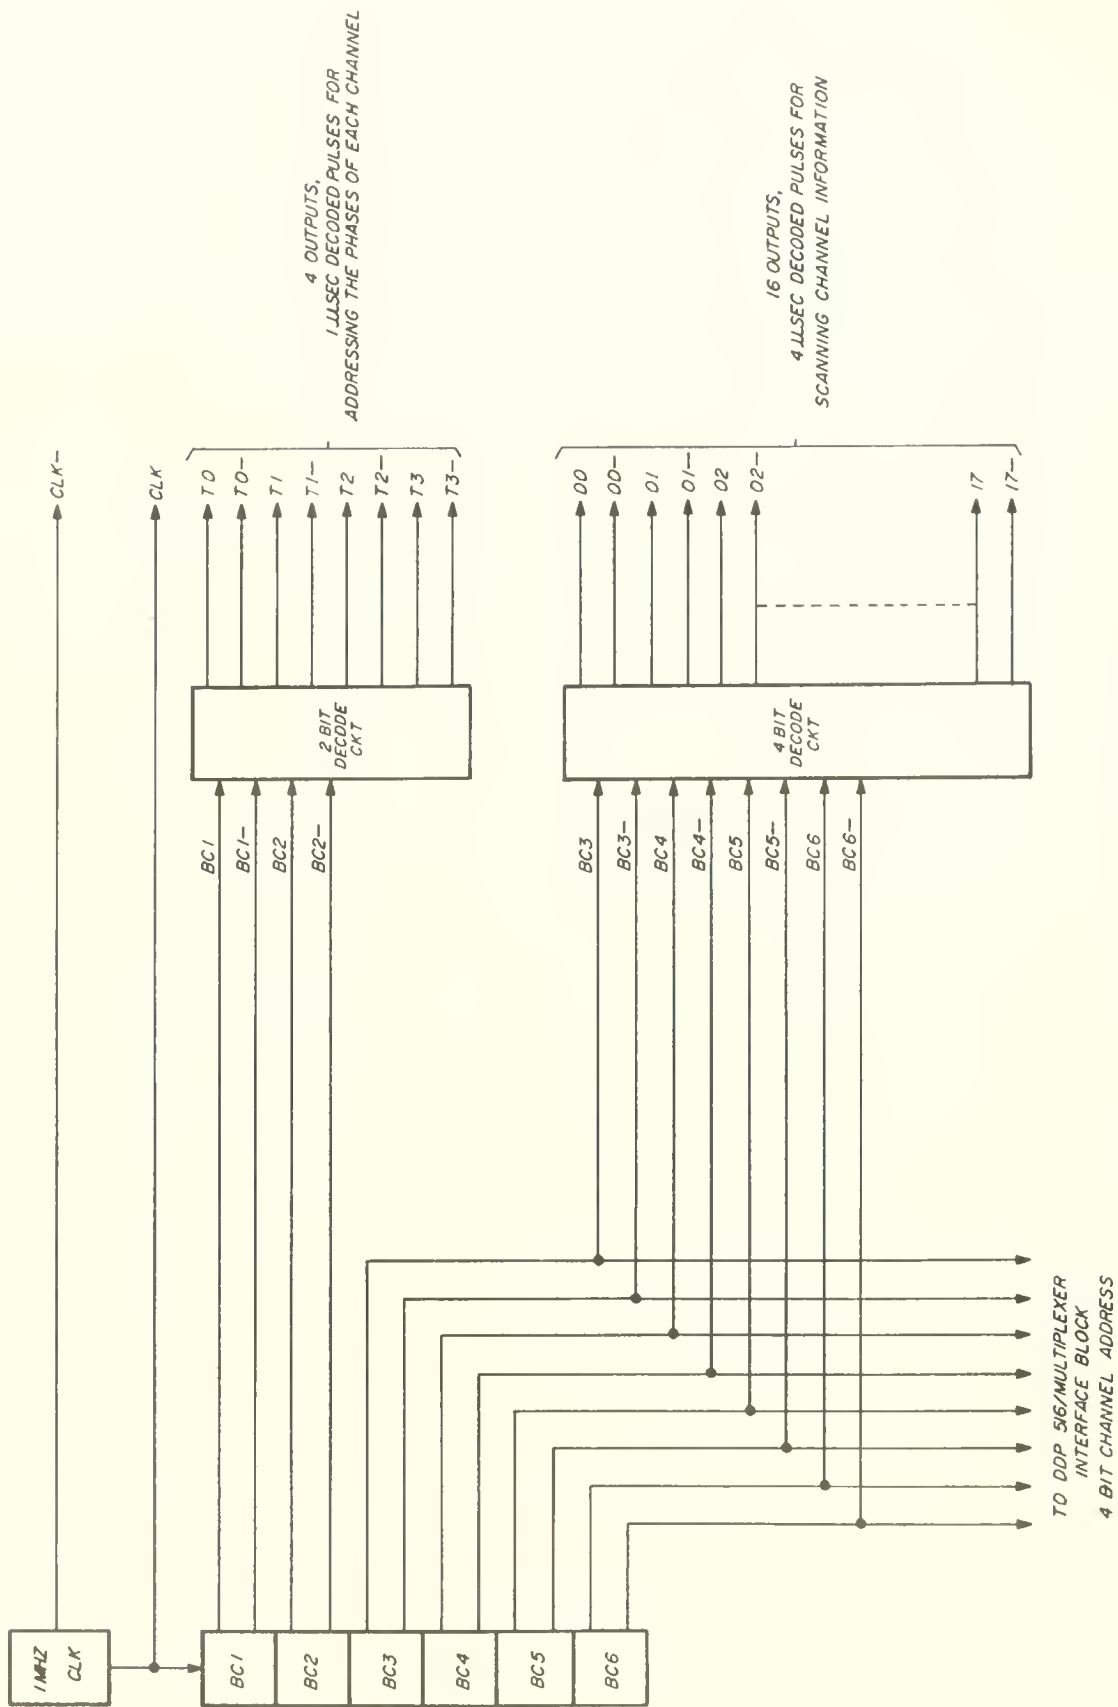 1 MHZ
CLK
CLK-
CLK
BC1
BC2
BC3
BC4
BC5
BC6
BC1
BC1-
BC2
BC2-
2 BIT
DECODE
CKT
T0
T0-
T1
T1-
T2
T2-
T3
T3-
4 OUTPUTS,
1 µSEC DECODED PULSES FOR
ADDRESSING THE PHASES OF EACH CHANNEL
BC3
BC3-
BC4
BC4-
BC5
BC5-
BC6
BC6-
4 BIT
DECODE
CKT
00
00-
01
01-
02
02-
17
17-
16 OUTPUTS,
4 µSEC DECODED PULSES FOR
SCANNING CHANNEL INFORMATION
TO DDP 516/MULTIPLEXER
INTERFACE BLOCK
4 BIT CHANNEL ADDRESS